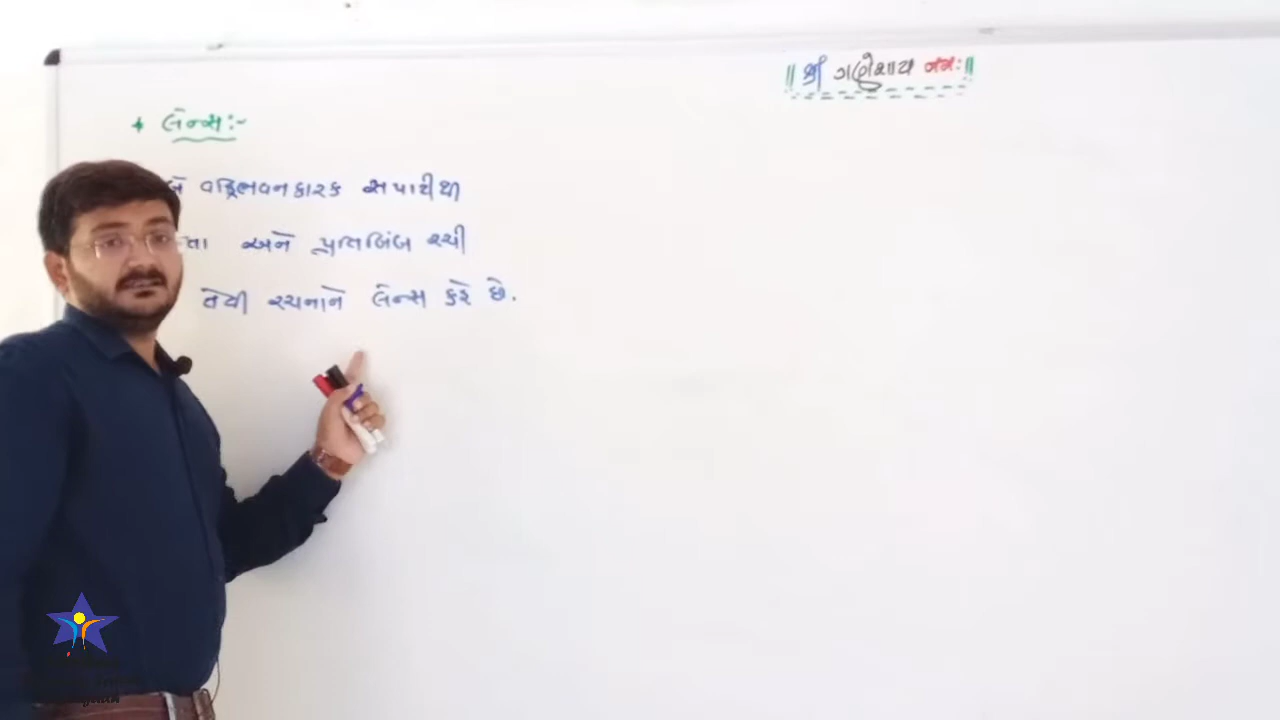 ॥ શ્રી ગણેશાય નમઃ ॥
* લેન્સ :-
બે વક્રિભવનકારક સપાટીથી
અને પ્રતિબિંબ રચી
તેવી રચનાને લેન્સ કહે છે.